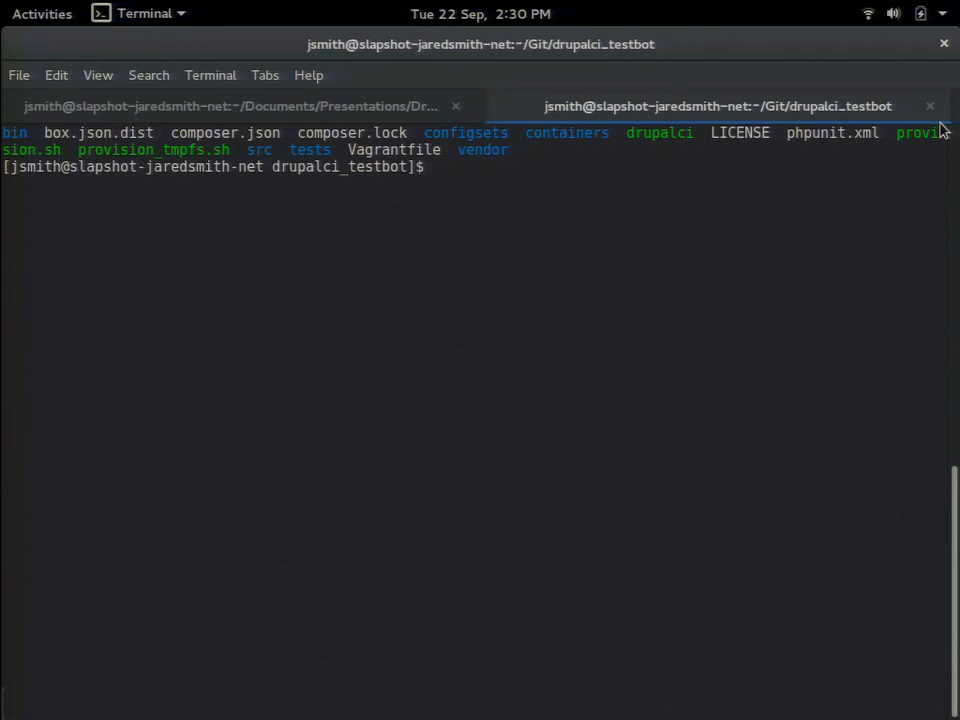 Activities Terminal Tue 22 Sep, 2:30 PM
jsmith@slapshot-jaredsmith-net:~/Git/drupalci_testbot
File Edit View Search Terminal Tabs Help
jsmith@slapshot-jaredsmith-net:~/Documents/Presentations/Dr... jsmith@slapshot-jaredsmith-net:~/Git/drupalci_testbot
bin box.json.dist composer.json composer.lock configsets containers drupalci LICENSE phpunit.xml provi
sion.sh provision_tmpfs.sh src tests Vagrantfile vendor
[jsmith@slapshot-jaredsmith-net drupalci_testbot]$